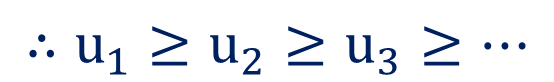 ∴ u₁ ≥ u₂ ≥ u₃ ≥ ⋯